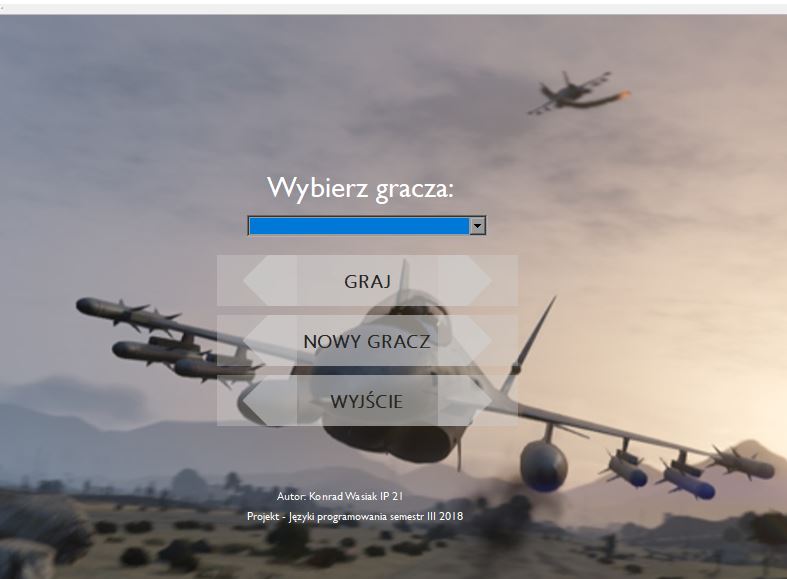 Wybierz gracza:
GRAJ
NOWY GRACZ
WYJŚCIE
Autor: Konrad Wasiak IP 21
Projekt - Języki programowania semestr III 2018